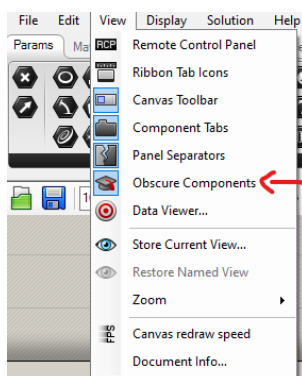 File Edit View Display Solution Help
Params Ma
RCP Remote Control Panel
Ribbon Tab Icons
Canvas Toolbar
Component Tabs
Panel Separators
Obscure Components
Data Viewer...
Store Current View...
Restore Named View
Zoom
FPS Canvas redraw speed
Document Info...